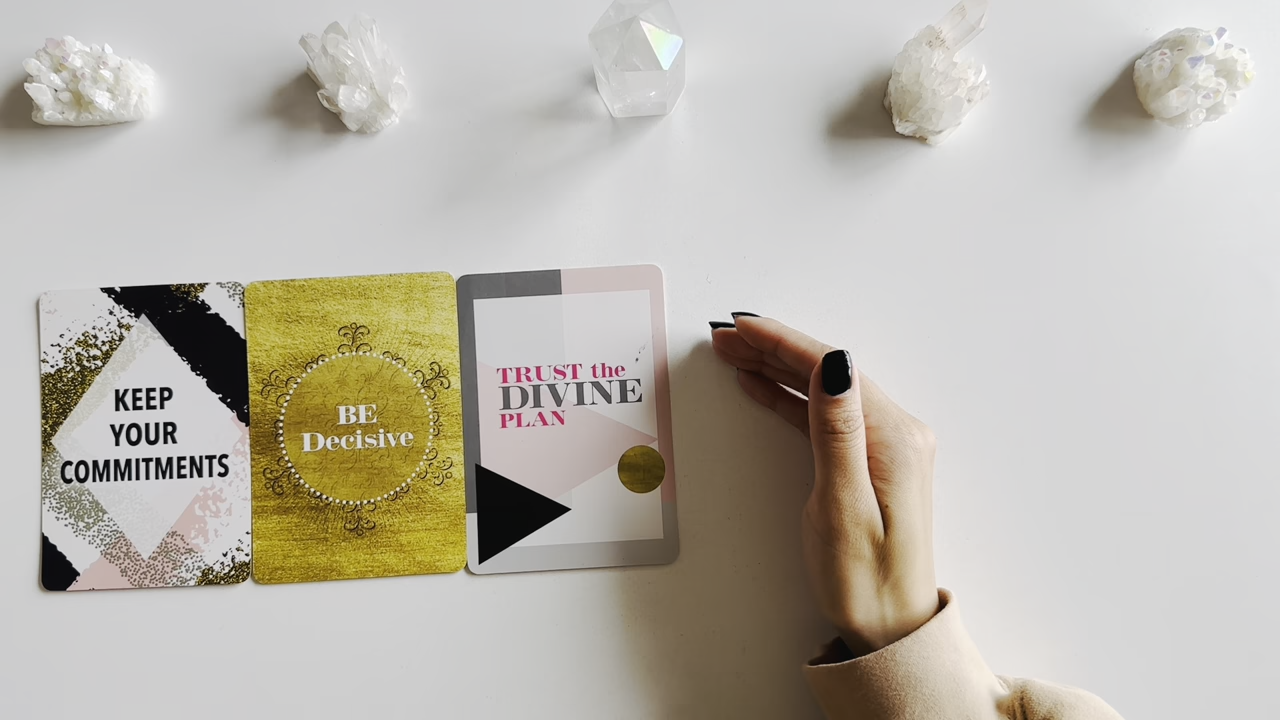 KEEP
YOUR
COMMITMENTS
BE
Decisive
TRUST the
DIVINE
PLAN